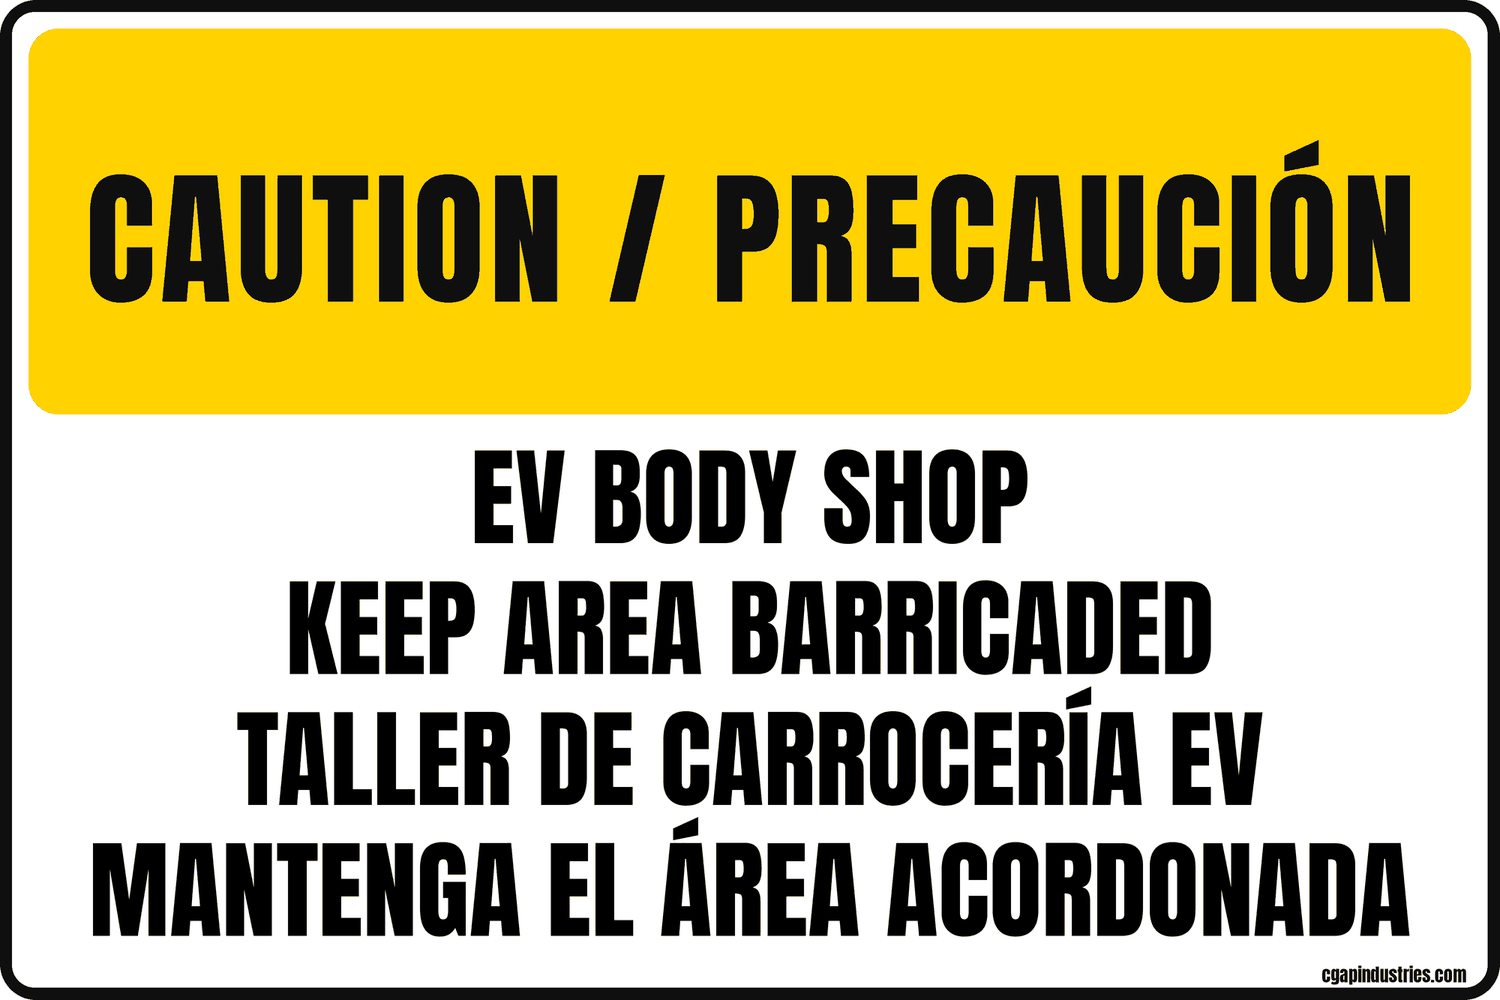 CAUTION / PRECAUCIÓN
EV BODY SHOP
KEEP AREA BARRICADED
TALLER DE CARROCERÍA EV
MANTENGA EL ÁREA ACORDONADA
cgapindustries.com